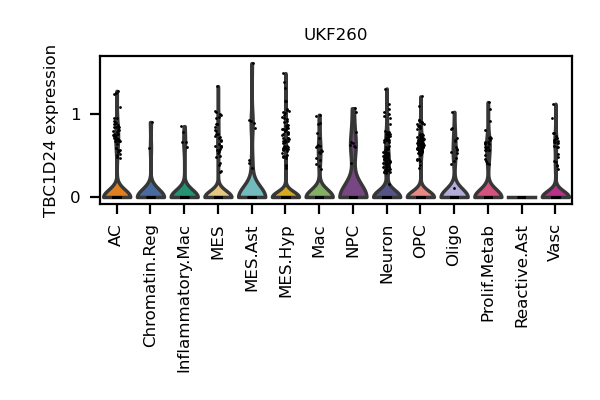 UKF260
TBC1D24 expression
1
0
AC
Chromatin.Reg
Inflammatory.Mac
MES
MES.Ast
MES.Hyp
Mac
NPC
Neuron
OPC
Oligo
Prolif.Metab
Reactive.Ast
Vasc